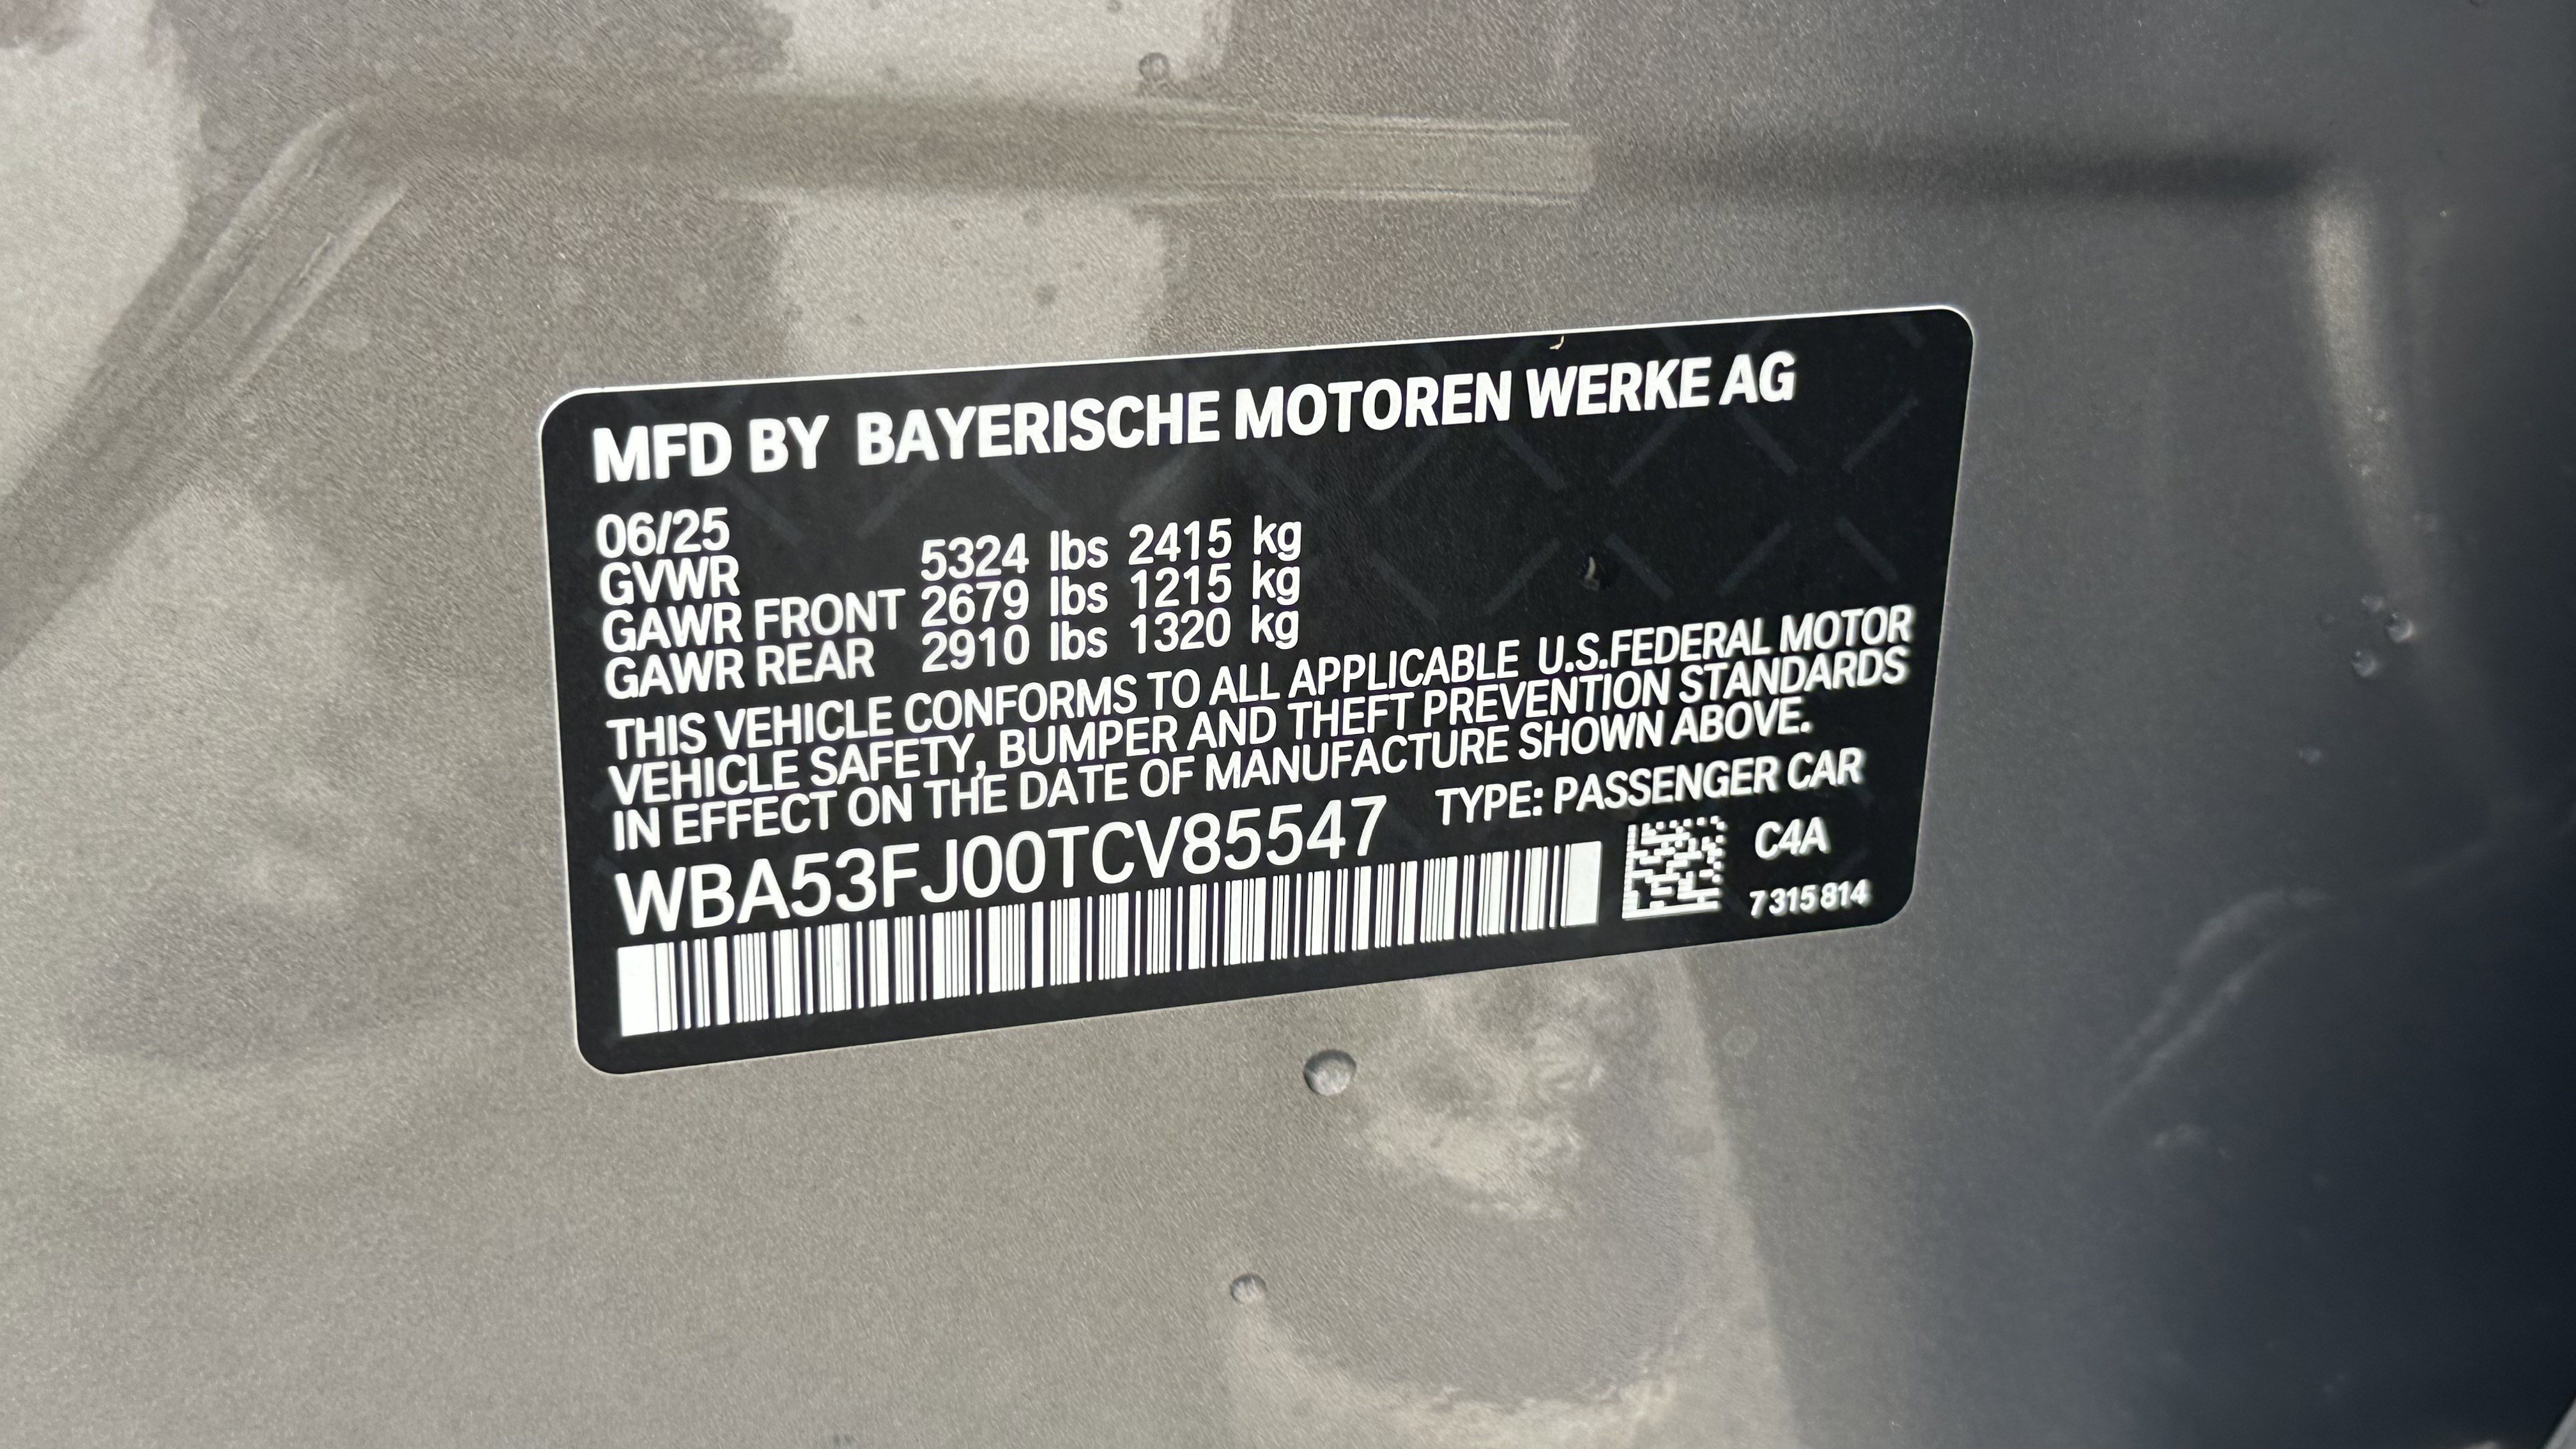 MFD BY BAYERISCHE MOTOREN WERKE AG
06/25
GVWR 5324 lbs 2415 kg
GAWR FRONT 2679 lbs 1215 kg
GAWR REAR 2910 lbs 1320 kg
THIS VEHICLE CONFORMS TO ALL APPLICABLE U.S.FEDERAL MOTOR
VEHICLE SAFETY, BUMPER AND THEFT PREVENTION STANDARDS
IN EFFECT ON THE DATE OF MANUFACTURE SHOWN ABOVE.
WBA53FJ00TCV85547 TYPE: PASSENGER CAR
C4A
7 315 814